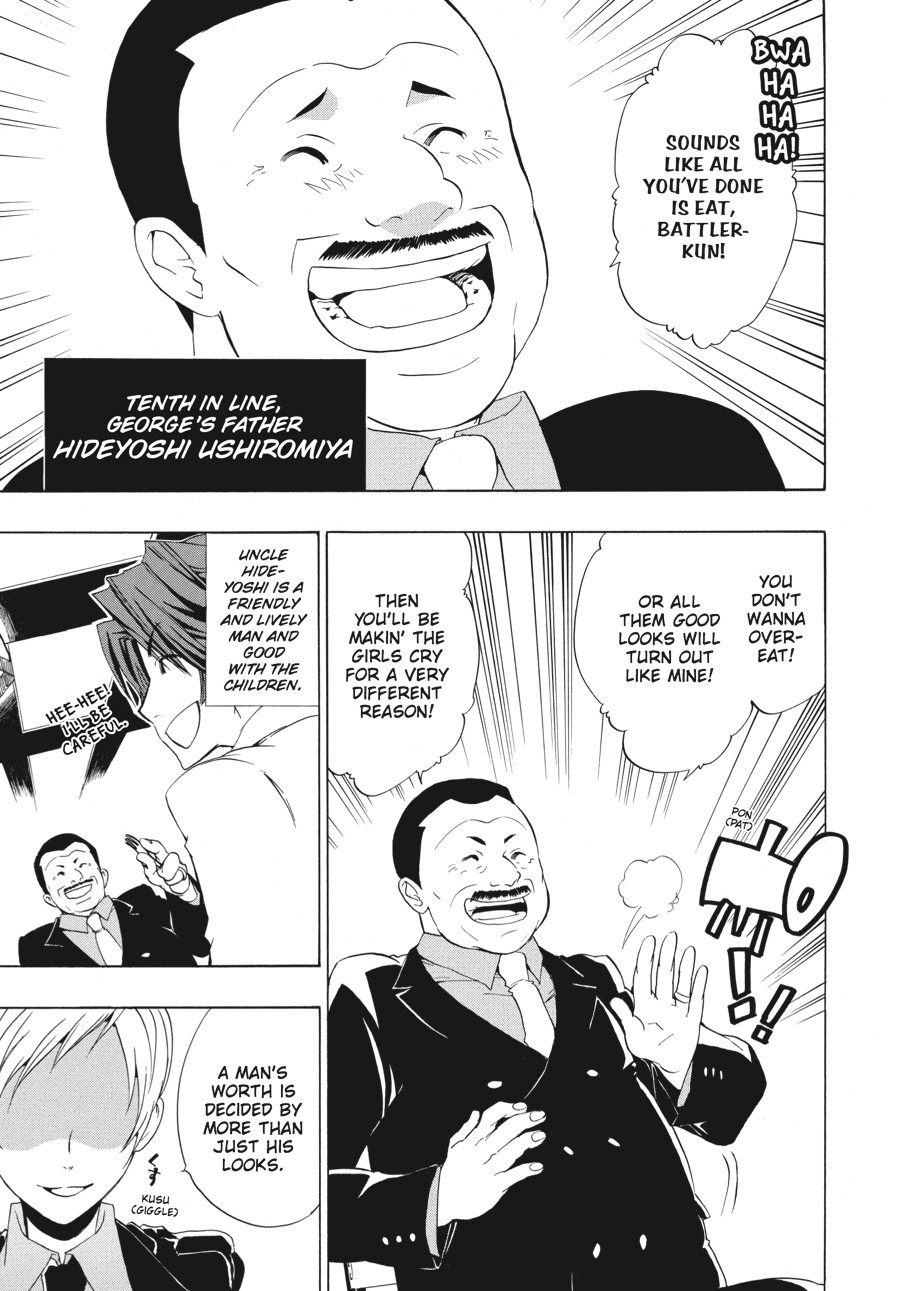 BWA
HA
HA
HA!
SOUNDS
LIKE ALL
YOU'VE DONE
IS EAT,
BATTLER-
KUN!
TENTH IN LINE,
GEORGE'S FATHER
HIDEYOSHI USHIROMIYA
YOU
DON'T
WANNA
OVER-
EAT!
OR ALL
THEM GOOD
LOOKS WILL
TURN OUT
LIKE MINE!
THEN
YOU'LL BE
MAKIN' THE
GIRLS CRY
FOR A VERY
DIFFERENT
REASON!
PON
(PAT)
!!
UNCLE
HIDE-
YOSHI IS A
FRIENDLY
AND LIVELY
MAN AND
GOOD
WITH THE
CHILDREN.
HEE-HEE!
I'LL BE
CAREFUL.
A MAN'S
WORTH IS
DECIDED BY
MORE THAN
JUST HIS
LOOKS.
くす
KUSU
(GIGGLE)